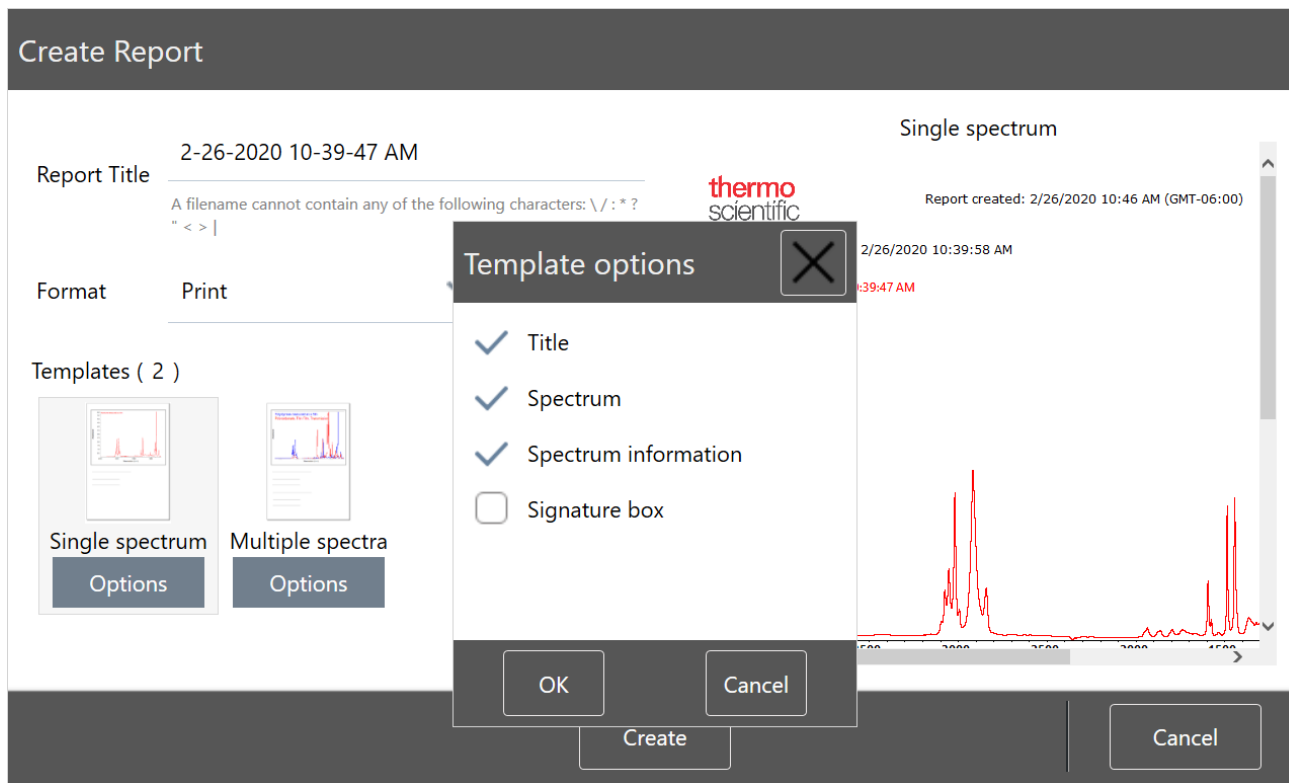 Create Report
Report Title
2-26-2020 10-39-47 AM
A filename cannot contain any of the following characters: \ / : * ?
" < > |
Format
Print
Templates ( 2 )
Single spectrum
Options
Multiple spectra
Options
Template options
Title
Spectrum
Spectrum information
Signature box
OK
Cancel
Single spectrum
thermo
scientific
Report created: 2/26/2020 10:46 AM (GMT-06:00)
2/26/2020 10:39:58 AM
:39:47 AM
Create
Cancel